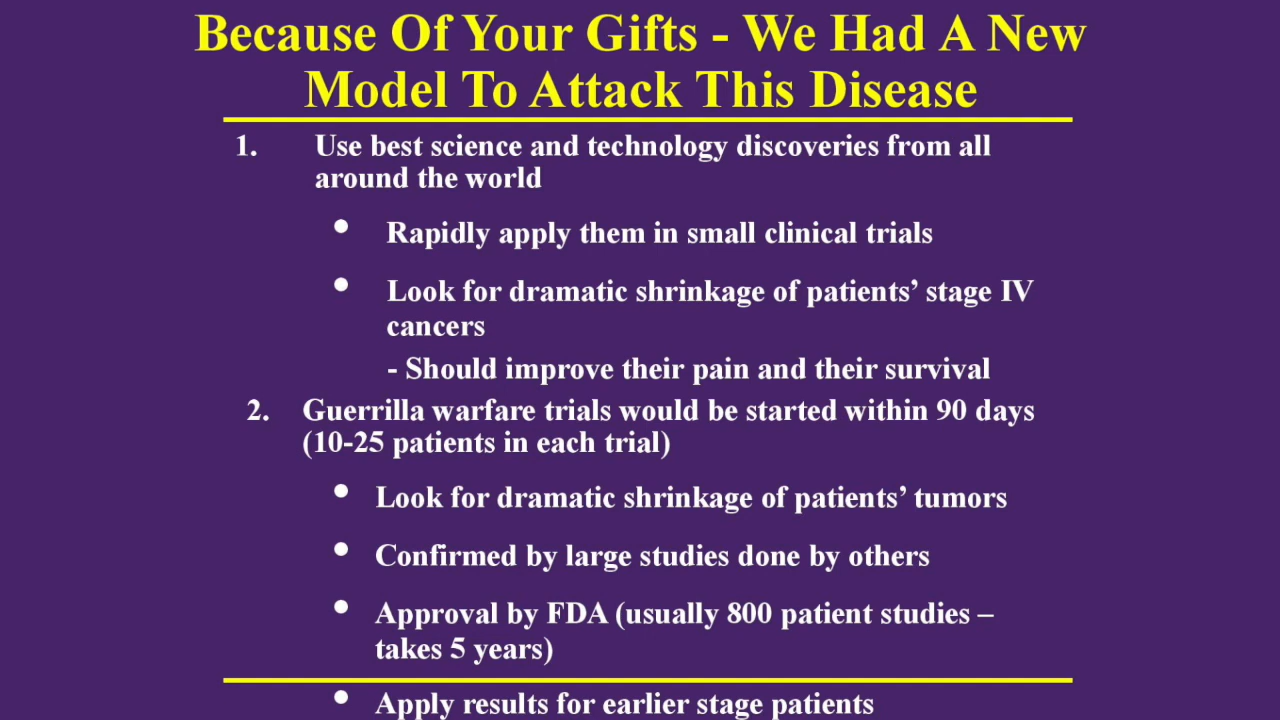 Because Of Your Gifts - We Had A New
Model To Attack This Disease
1. Use best science and technology discoveries from all
around the world
• Rapidly apply them in small clinical trials
• Look for dramatic shrinkage of patients’ stage IV
cancers
- Should improve their pain and their survival
2. Guerrilla warfare trials would be started within 90 days
(10-25 patients in each trial)
• Look for dramatic shrinkage of patients’ tumors
• Confirmed by large studies done by others
• Approval by FDA (usually 800 patient studies –
takes 5 years)
• Apply results for earlier stage patients